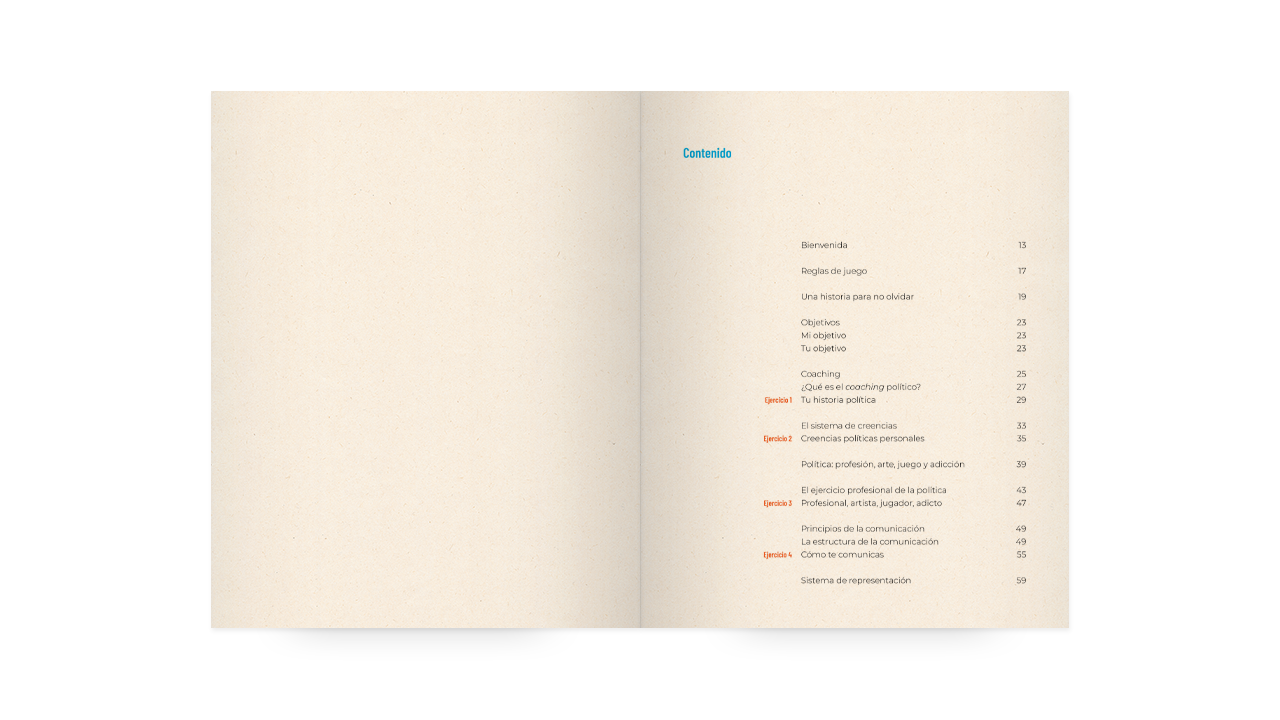 Contenido
Bienvenida 13
Reglas de juego 17
Una historia para no olvidar 19
Objetivos 23
Mi objetivo 23
Tu objetivo 23
Coaching 25
¿Qué es el coaching político? 27
Ejercicio 1 Tu historia política 29
El sistema de creencias 33
Ejercicio 2 Creencias políticas personales 35
Política: profesión, arte, juego y adicción 39
El ejercicio profesional de la política 43
Ejercicio 3 Profesional, artista, jugador, adicto 47
Principios de la comunicación 49
La estructura de la comunicación 49
Ejercicio 4 Cómo te comunicas 55
Sistema de representación 59